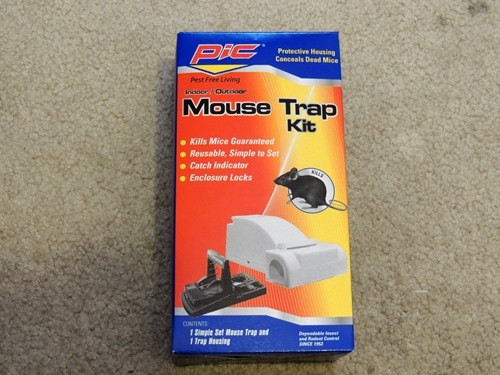 PiC
Pest Free Living
Protective Housing
Conceals Dead Mice
Indoor / Outdoor
Mouse Trap
Kit
• Kills Mice Guaranteed
• Reusable, Simple to Set
• Catch Indicator
• Enclosure Locks
KILLS
CONTENTS:
1 Simple Set Mouse Trap and
1 Trap Housing
Dependable Insect
and Rodent Control
SINCE 1953